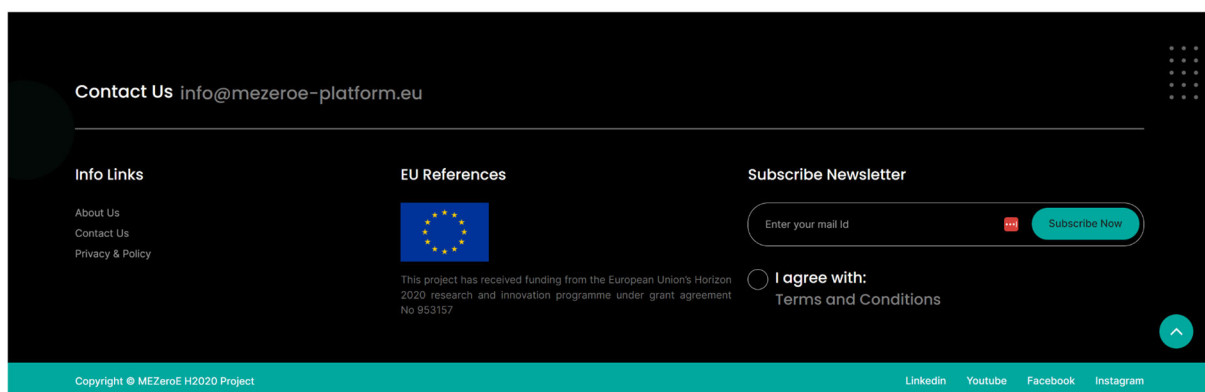 Contact Us info@mezeroe-platform.eu
Info Links
About Us
Contact Us
Privacy & Policy
EU References
This project has received funding from the European Union's Horizon
2020 research and innovation programme under grant agreement
No 953157
Subscribe Newsletter
Enter your mail Id
Subscribe Now
I agree with:
Terms and Conditions
Copyright © MEZeroE H2020 Project
Linkedin Youtube Facebook Instagram